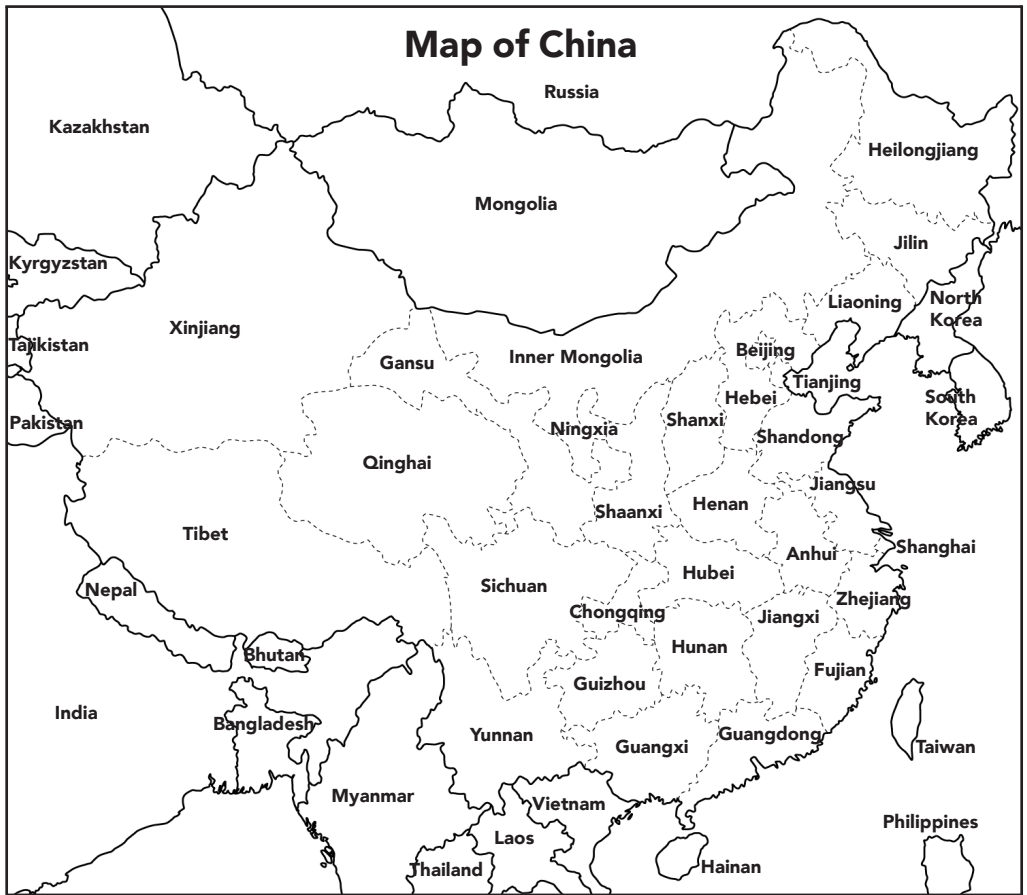 Map of China
Russia
Kazakhstan
Heilongjiang
Mongolia
Jilin
Kyrgyzstan
Liaoning
North
Korea
Xinjiang
Tajikistan
Inner Mongolia
Beijing
Gansu
Tianjing
Hebei
South
Korea
Pakistan
Ningxia
Shanxi
Shandong
Qinghai
Jiangsu
Henan
Shaanxi
Tibet
Shanghai
Anhui
Hubei
Sichuan
Nepal
Zhejiang
Chongqing
Jiangxi
Hunan
Bhutan
Fujian
Guizhou
India
Bangladesh
Yunnan
Guangdong
Guangxi
Taiwan
Myanmar
Vietnam
Philippines
Laos
Thailand
Hainan